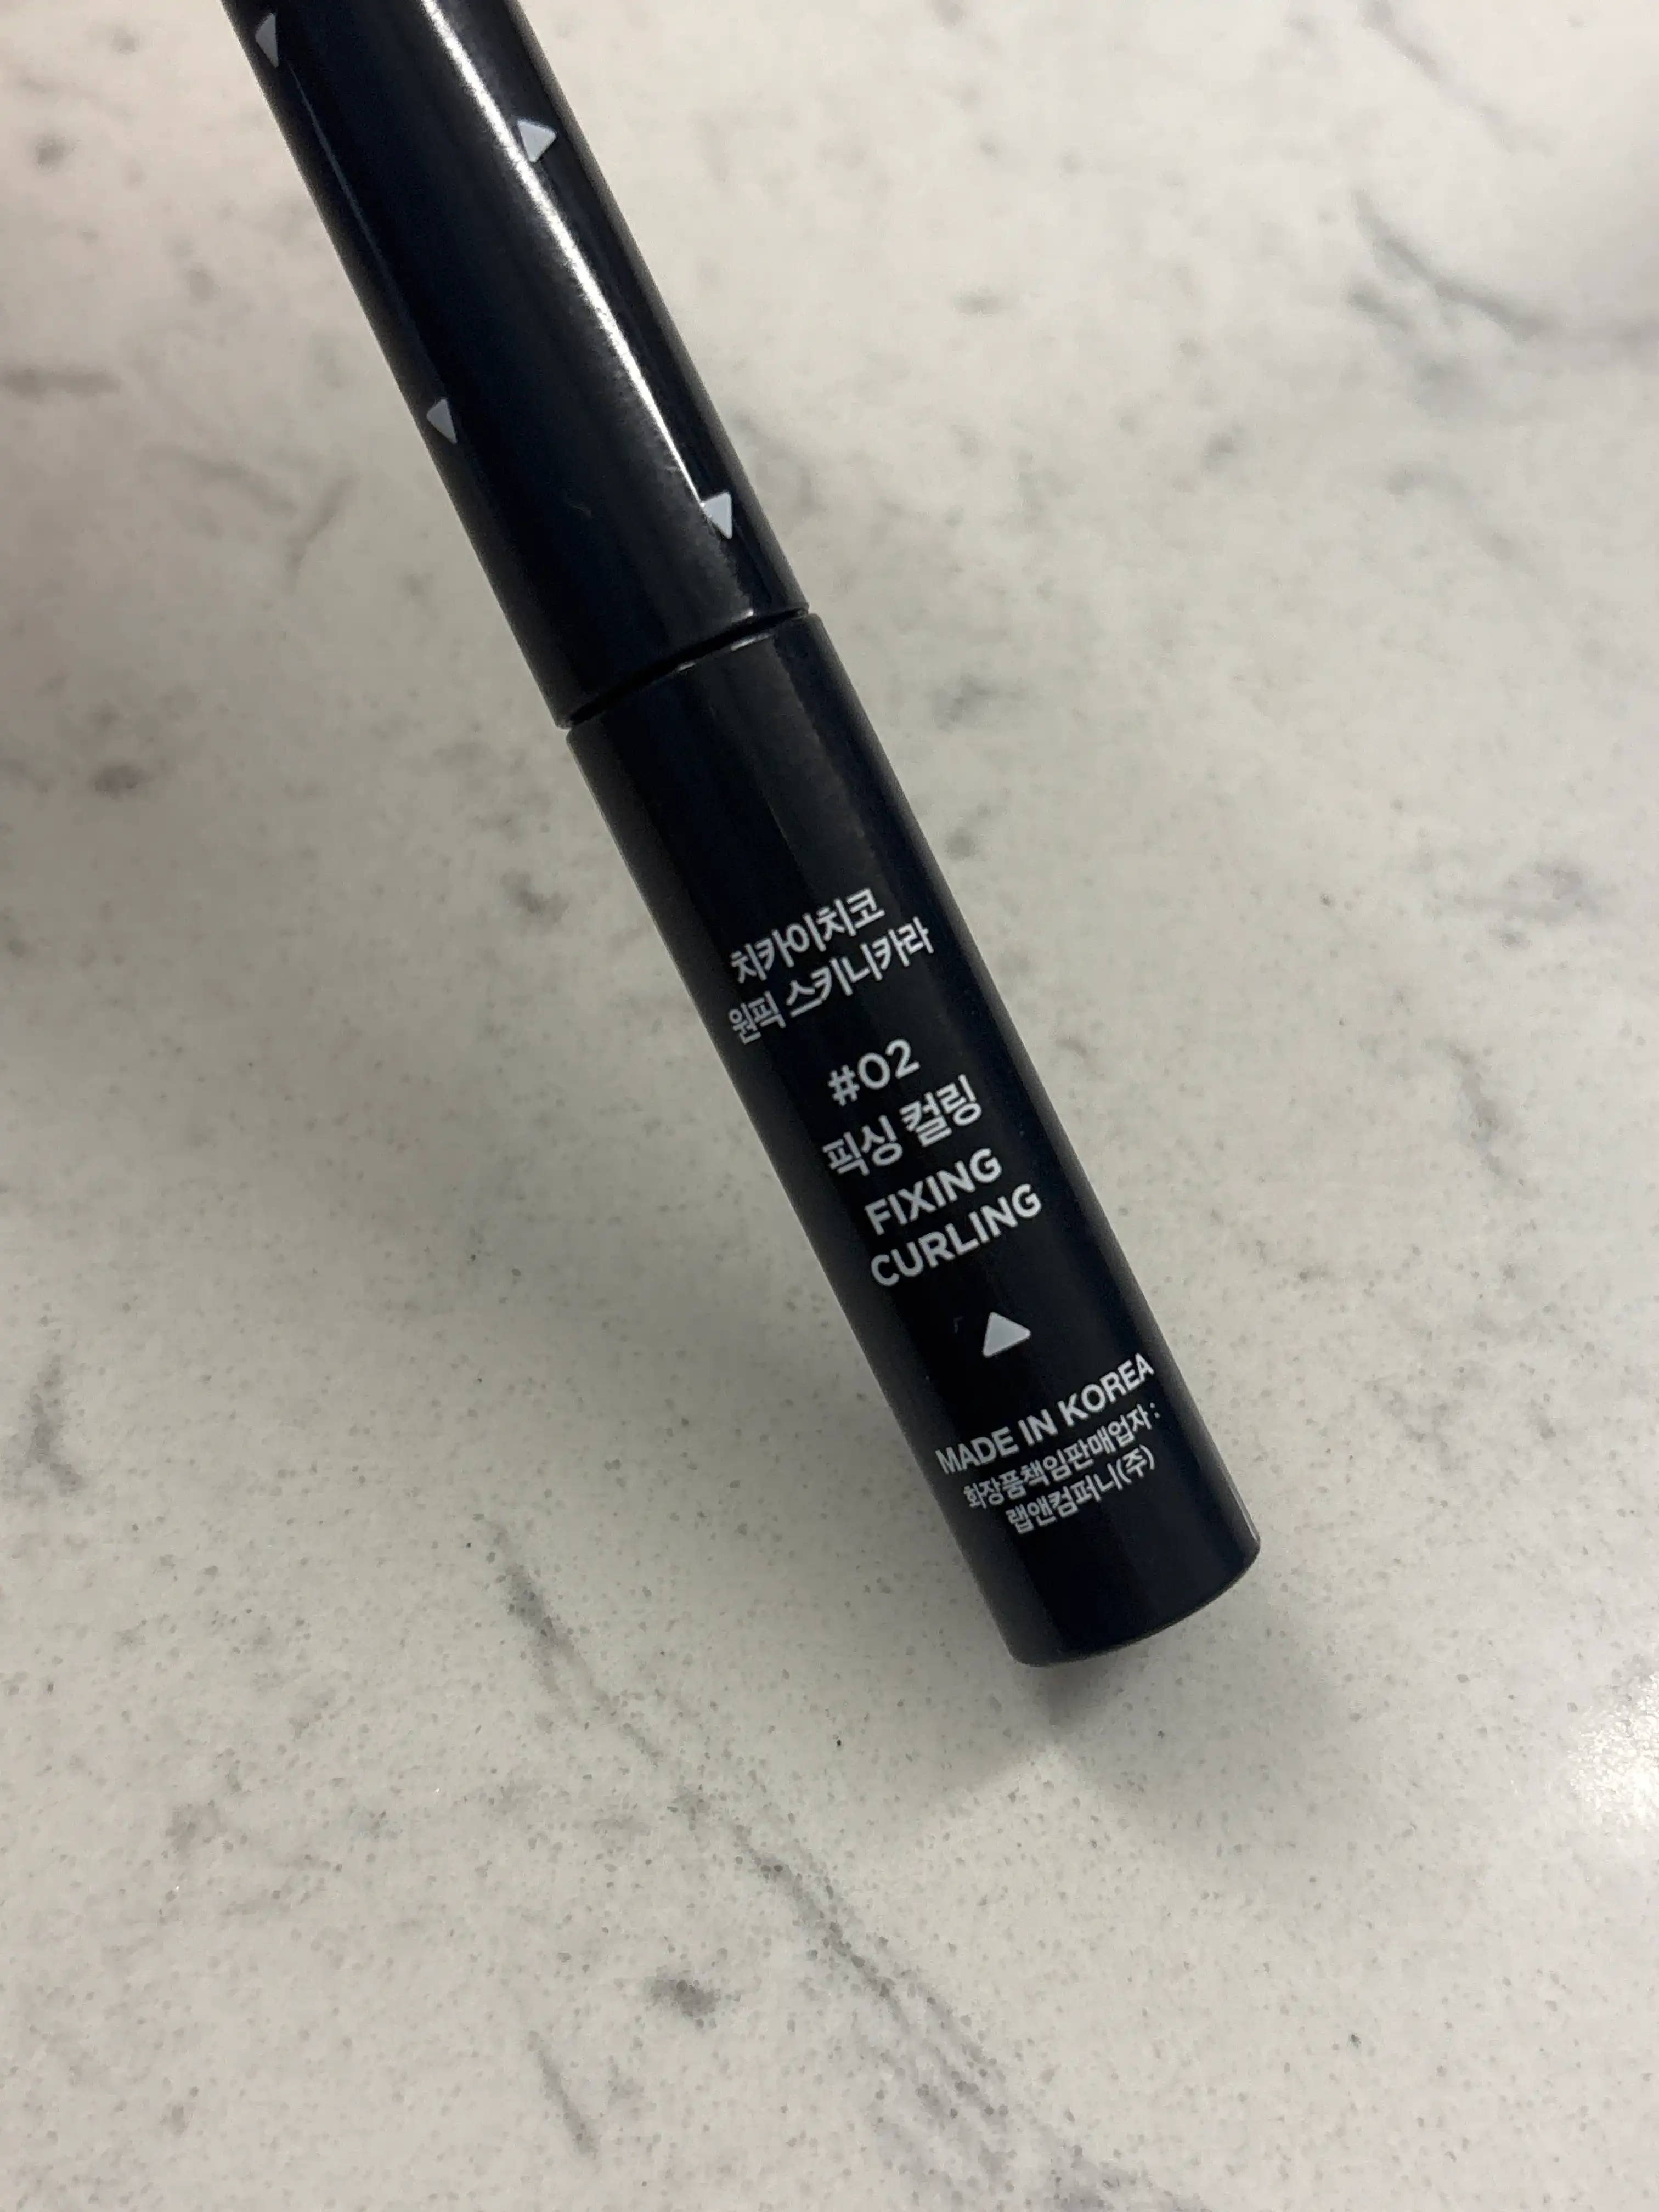 치카이치코
원픽 스키니카라
#02
픽싱 컬링
FIXING
CURLING
MADE IN KOREA
화장품책임판매업자 :
랩앤컴퍼니(주)